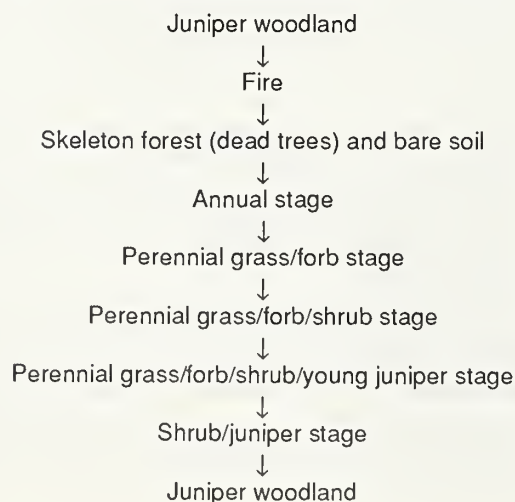 Juniper woodland
↓
Fire
↓
Skeleton forest (dead trees) and bare soil
↓
Annual stage
↓
Perennial grass/forb stage
↓
Perennial grass/forb/shrub stage
↓
Perennial grass/forb/shrub/young juniper stage
↓
Shrub/juniper stage
↓
Juniper woodland